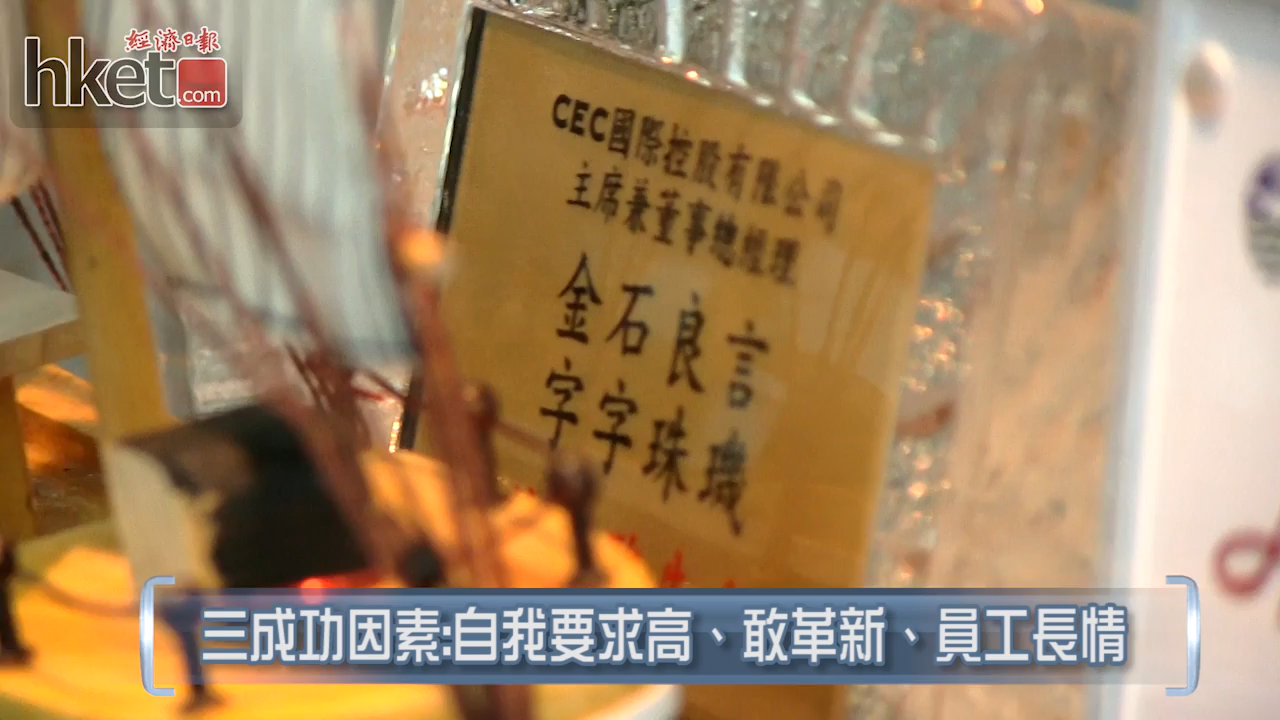 經濟日報
hket.com
CEC國際控股有限公司
主席兼董事總經理
金石良言
字字珠璣
三成功因素:自我要求高、敢革新、員工長情